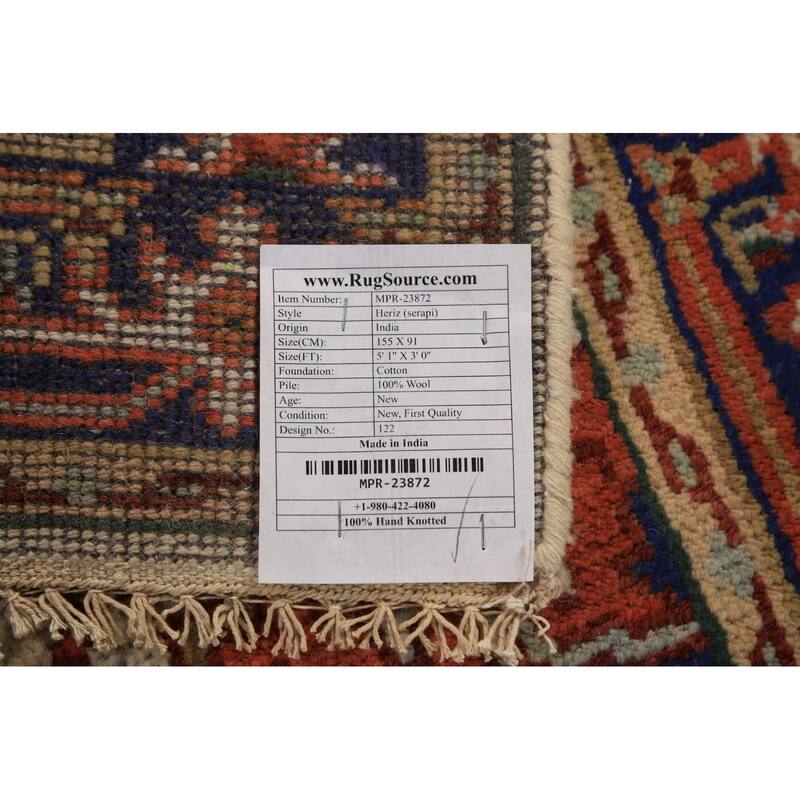 www.RugSource.com
Item Number: MPR-23872
Style Heriz (serapi)
Origin India
Size(CM) 155 X 91
Size(FT): 5' 1" X 3' 0"
Foundation: Cotton
Pile: 100% Wool
Age: New
Condition: New, First Quality
Design No.: 122
Made in India
MPR-23872
+1-980-422-4080
100% Hand Knotted